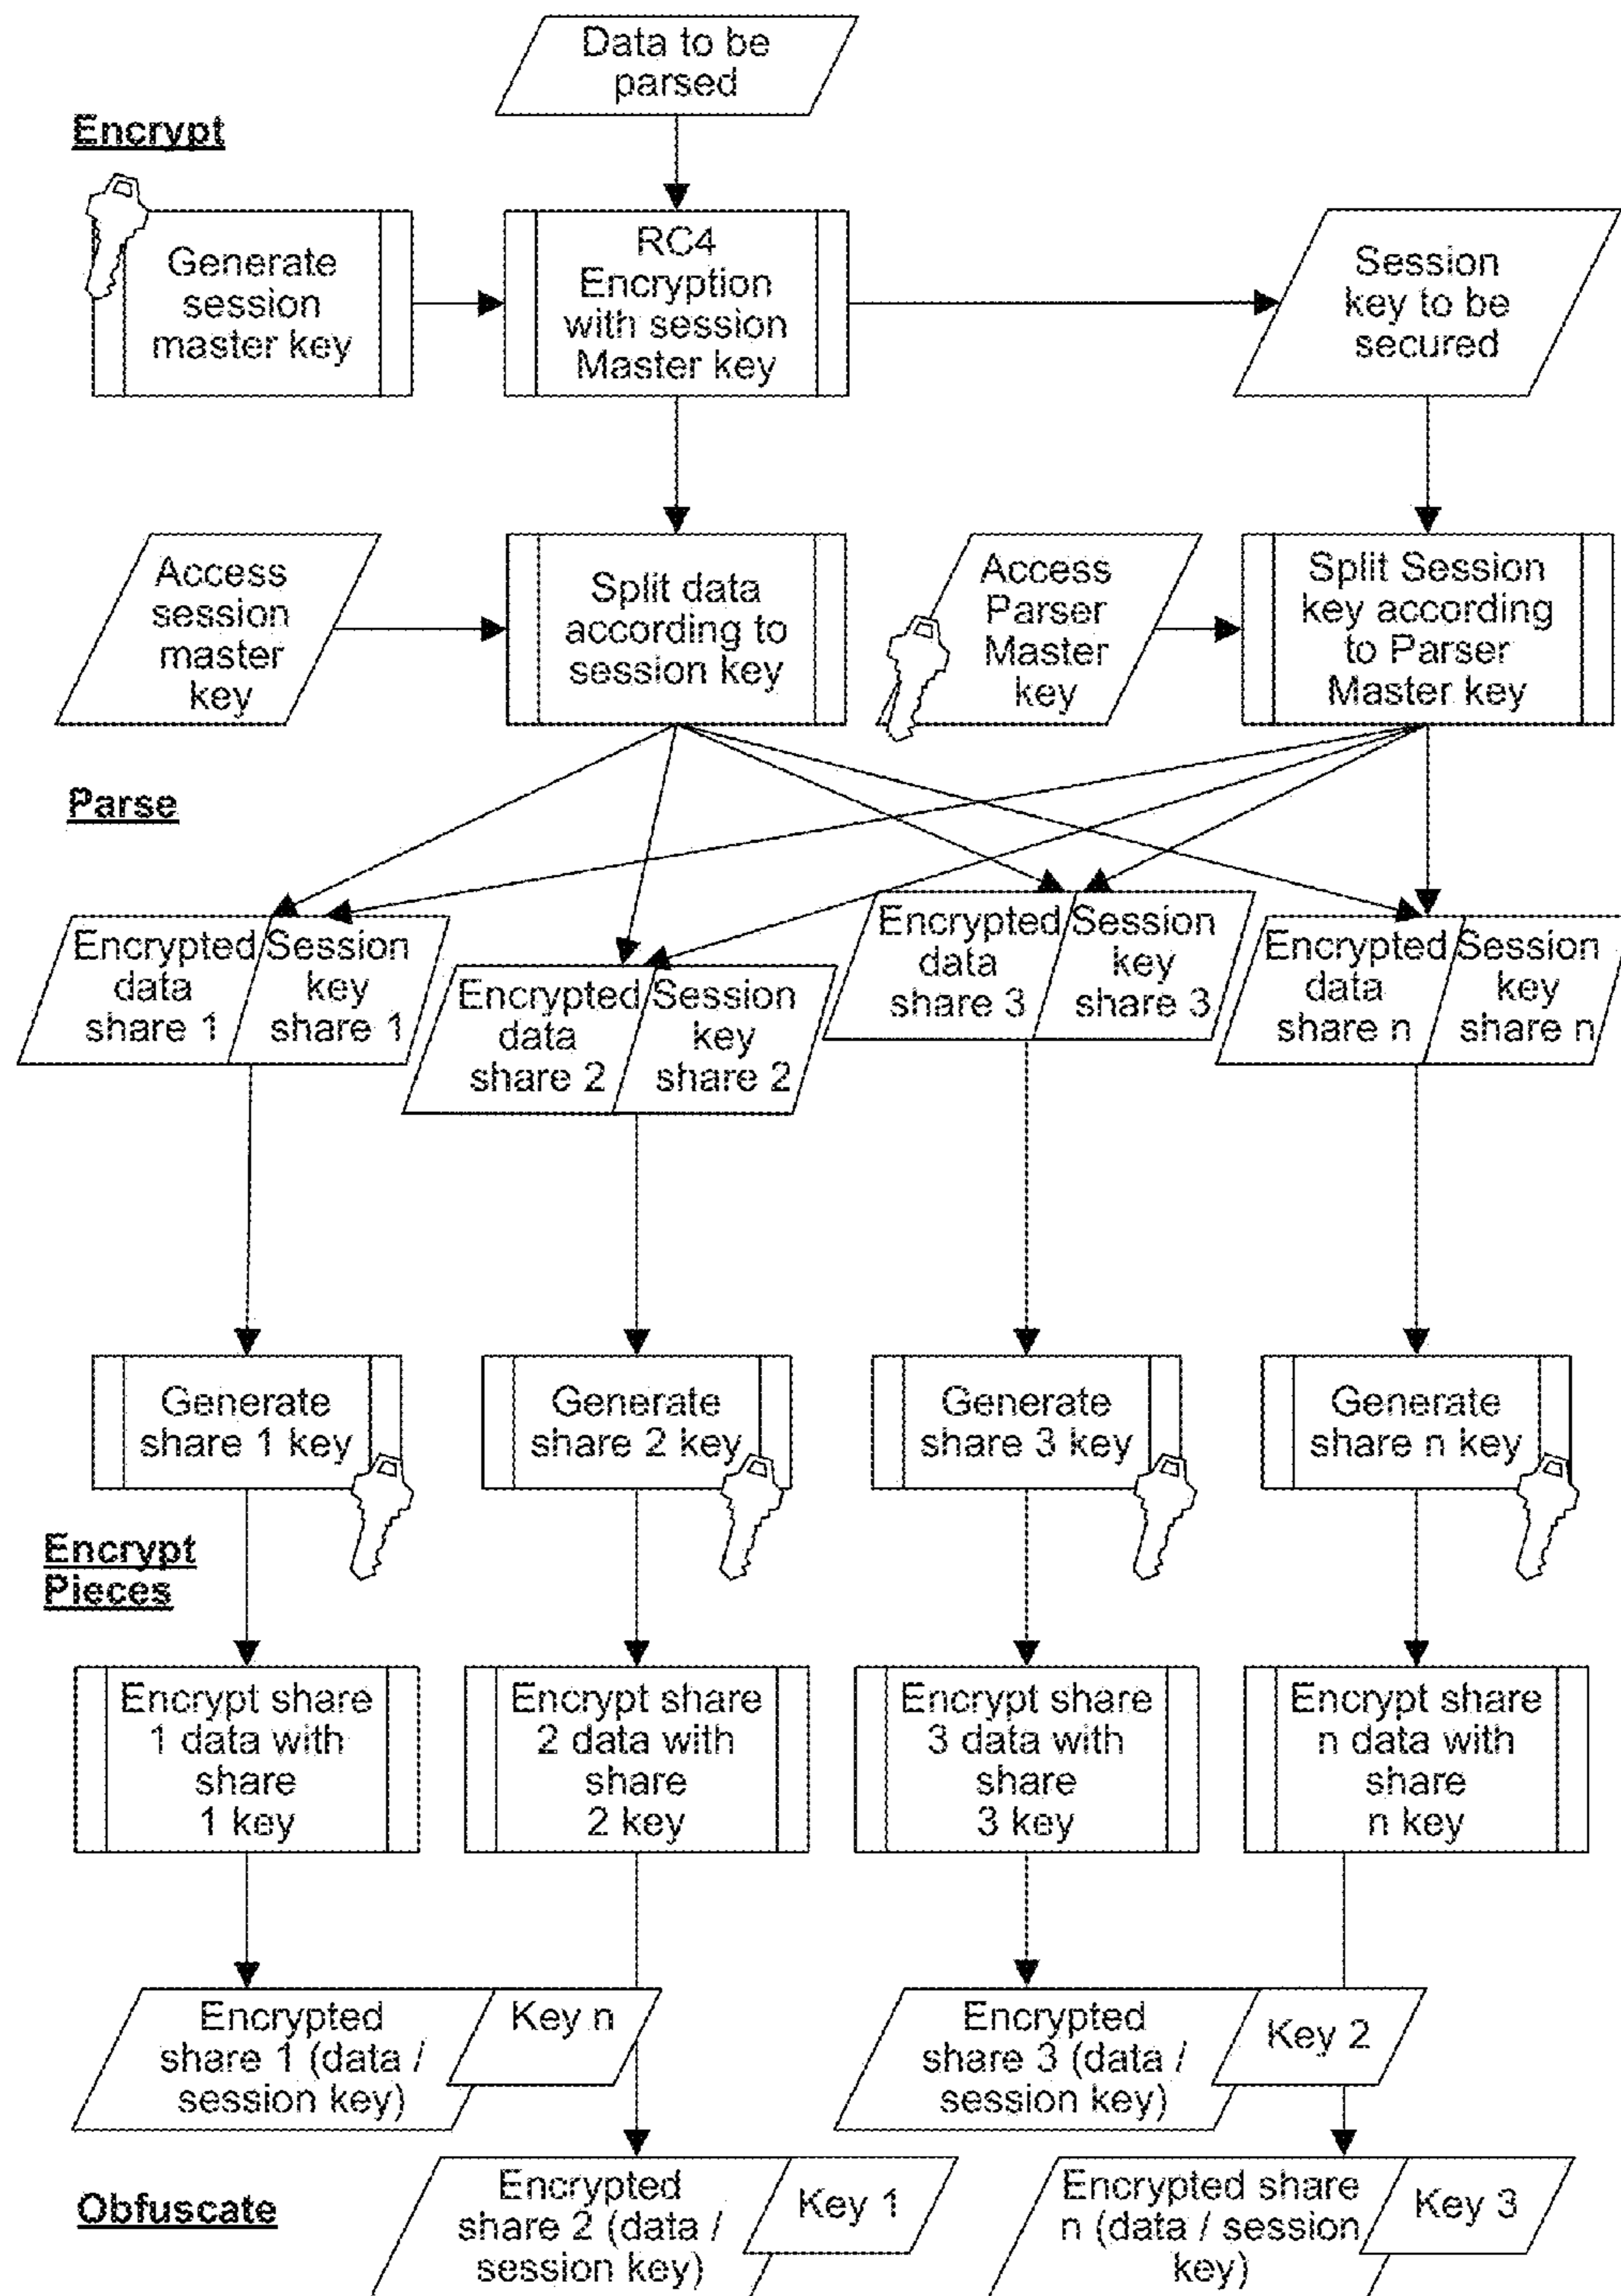 Data to be
parsed
Encrypt
Generate
session
master key
RC4
Encryption
with session
Master key
Session
key to be
secured
Access
session
master
key
Split data
according to
session key
Access
Parser
Master
key
Split Session
key according
to Parser
Master key
Parse
Encrypted
data
share 1
Session
key
share 1
Encrypted
data
share 2
Session
key
share 2
Encrypted
data
share 3
Session
key
share 3
Encrypted
data
share n
Session
key
share n
Generate
share 1 key
Generate
share 2 key
Generate
share 3 key
Generate
share n key
Encrypt
Pieces
Encrypt share
1 data with
share
1 key
Encrypt share
2 data with
share
2 key
Encrypt share
3 data with
share
3 key
Encrypt share
n data with
share
n key
Encrypted
share 1 (data /
session key)
Key n
Encrypted
share 3 (data /
session key)
Key 2
Obfuscate
Encrypted
share 2 (data /
session key)
Key 1
Encrypted share
n (data / session
key)
Key 3